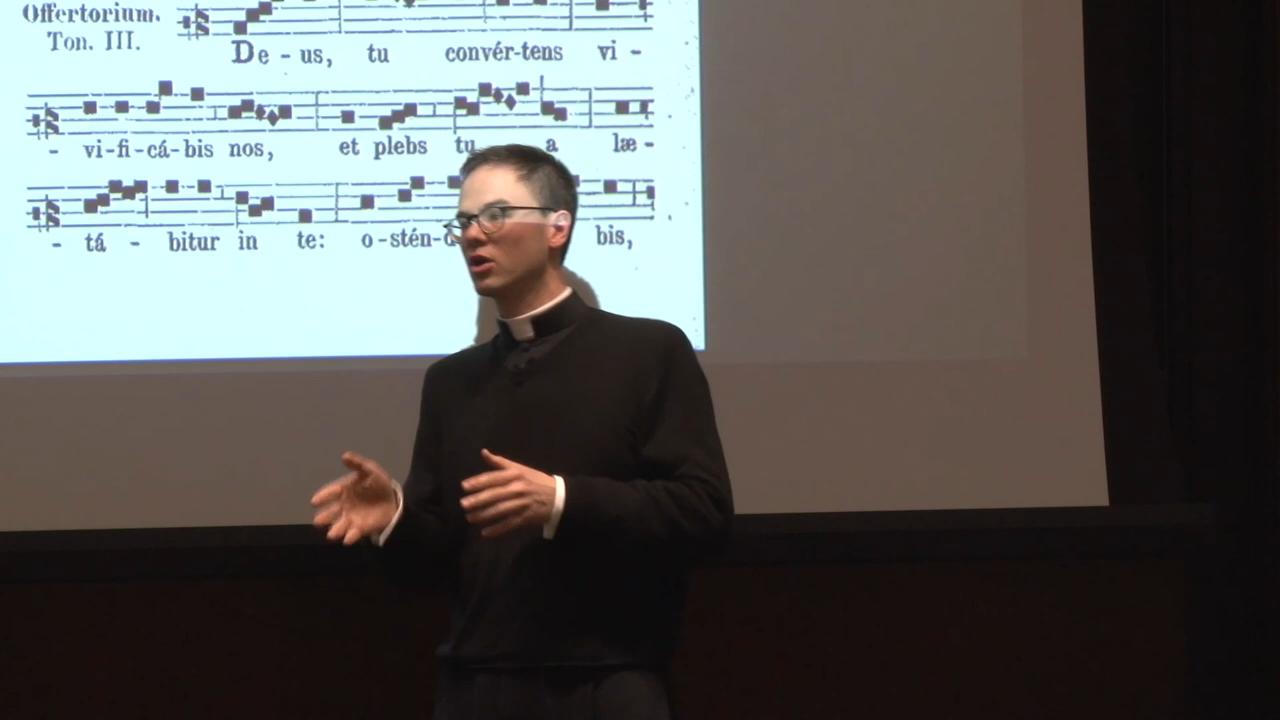 Offertorium.
Ton. III.
De - us, tu convér-tens vi -
- vi-fi-cá-bis nos, et plebs tu a læ -
- tá - bitur in te: o-stén- bis,